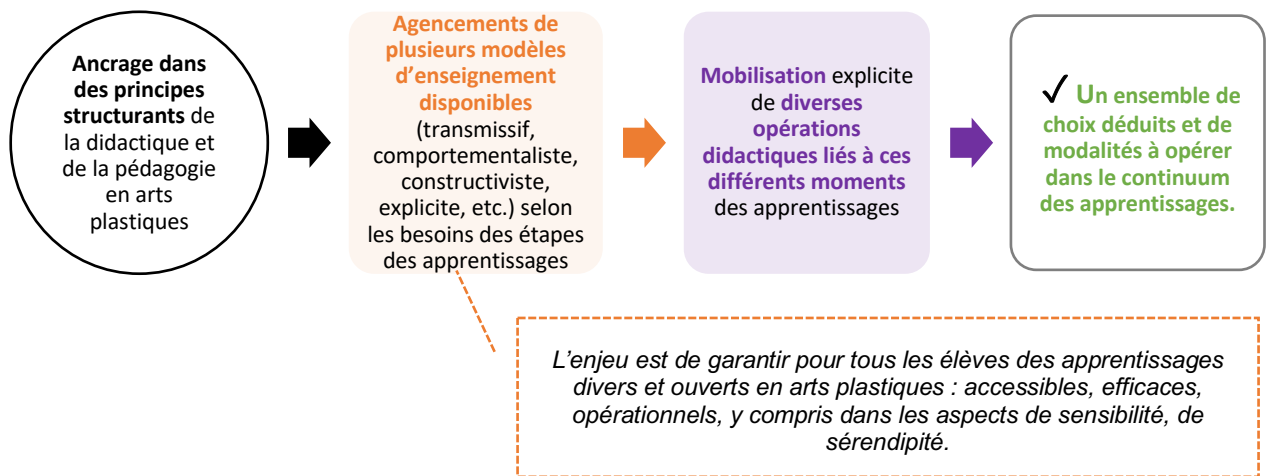 Ancrage dans
des principes
structurants de
la didactique et
de la pédagogie
en arts
plastiques
Agencements de
plusieurs modèles
d’enseignement
disponibles
(transmissif,
comportementaliste,
constructiviste,
explicite, etc.) selon
les besoins des étapes
des apprentissages
Mobilisation explicite
de diverses
opérations
didactiques liés à ces
différents moments
des apprentissages
✓ Un ensemble de
choix déduits et de
modalités à opérer
dans le continuum
des apprentissages.
L’enjeu est de garantir pour tous les élèves des apprentissages
divers et ouverts en arts plastiques : accessibles, efficaces,
opérationnels, y compris dans les aspects de sensibilité, de
sérendipité.